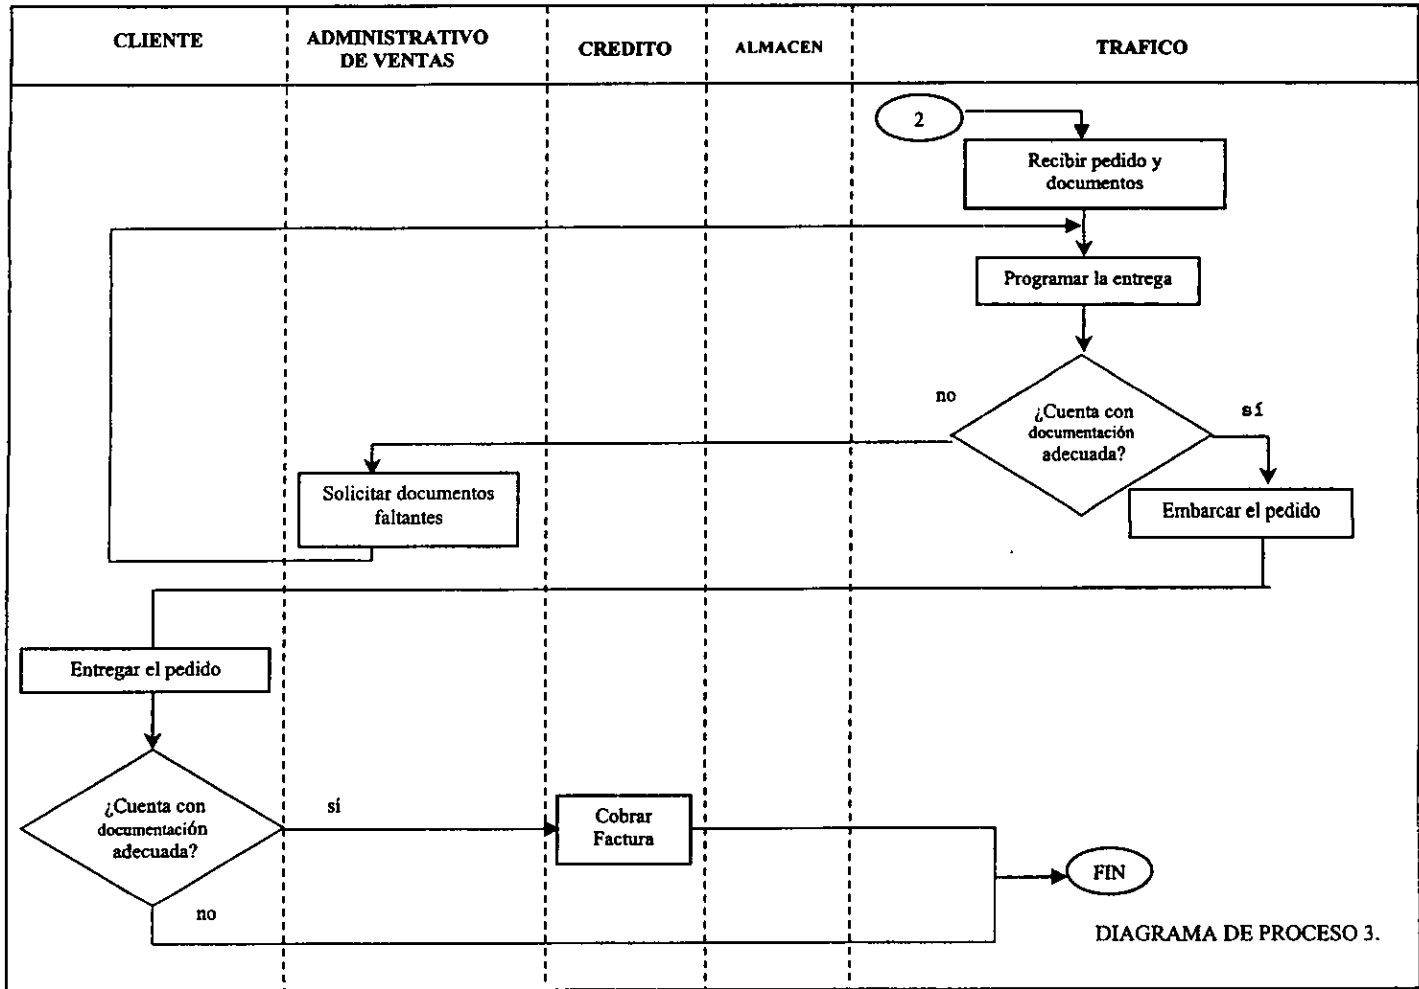 CLIENTE
ADMINISTRATIVO
DE VENTAS
CREDITO
ALMACEN
TRAFICO
2
Recibir pedido y
documentos
Programar la entrega
no
¿Cuenta con
documentación
adecuada?
sí
Solicitar documentos
faltantes
Embarcar el pedido
Entregar el pedido
¿Cuenta con
documentación
adecuada?
sí
Cobrar
Factura
FIN
no
DIAGRAMA DE PROCESO 3.